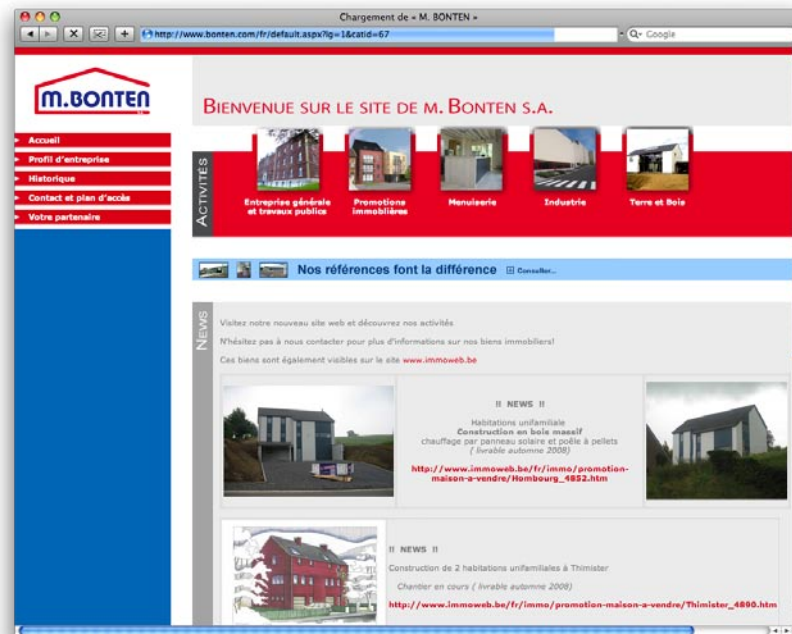 Chargement de « M. BONTEN »
http://www.bonten.com/fr/default.aspx?lg=1&catid=67
Google
M.BONTEN
BIENVENUE SUR LE SITE DE M. BONTEN S.A.
Accueil
Profil d'entreprise
Historique
Contact et plan d'accès
Votre partenaire
ACTIVITÉS
Entreprise générale
et travaux publics
Promotions
immobilières
Menuiserie
Industrie
Terre et Bois
Nos références font la différence
Consulter...
NEWS
Visitez notre nouveau site web et découvrez nos activités
N'hésitez pas à nous contacter pour plus d'informations sur nos biens immobiliers!
Ces biens sont également visibles sur le site www.immoweb.be
!! NEWS !!
Habitations unifamiliale
Construction en bois massif
chauffage par panneau solaire et poêle à pellets
( livrable automne 2008)
http://www.immoweb.be/fr/immo/promotion-
maison-a-vendre/Hombourg_4852.htm
!! NEWS !!
Construction de 2 habitations unifamiliales à Thimister
Chantier en cours ( livrable automne 2008)
http://www.immoweb.be/fr/immo/promotion-maison-a-vendre/Thimister_4890.htm